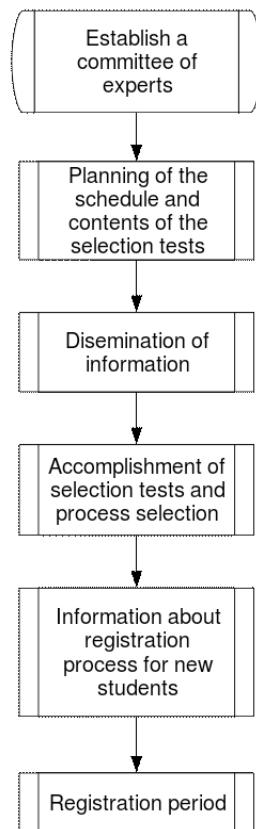 Establish a
committee of
experts
Planning of the
schedule and
contents of the
selection tests
Disemination of
information
Accomplishment of
selection tests and
process selection
Information about
registration
process for new
students
Registration period